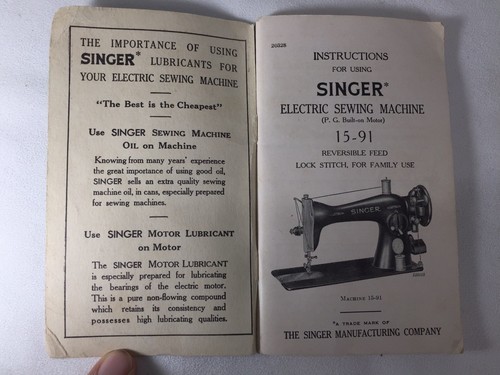 THE IMPORTANCE OF USING
SINGER* LUBRICANTS FOR
YOUR ELECTRIC SEWING MACHINE
"The Best is the Cheapest"
Use SINGER SEWING MACHINE
OIL on Machine
Knowing from many years' experience
the great importance of using good oil,
SINGER sells an extra quality sewing
machine oil, in cans, especially prepared
for sewing machines.
Use SINGER MOTOR LUBRICANT
on Motor
The SINGER MOTOR LUBRICANT
is especially prepared for lubricating
the bearings of the electric motor.
This is a pure non-flowing compound
which retains its consistency and
possesses high lubricating qualities.
INSTRUCTIONS
FOR USING
SINGER*
ELECTRIC SEWING MACHINE
(P. G. Built-on Motor)
15-91
REVERSIBLE FEED
LOCK STITCH, FOR FAMILY USE
SINGER
MACHINE 15-91
*A TRADE MARK OF
THE SINGER MANUFACTURING COMPANY